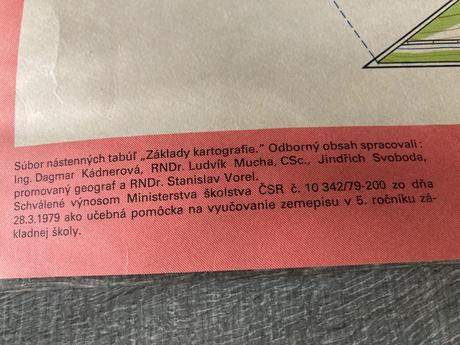 Súbor nástenných tabúľ „Základy kartografie.” Odborný obsah spracovali:
Ing. Dagmar Kádnerová, RNDr. Ludvík Mucha, CSc., Jindřich Svoboda,
promovaný geograf a RNDr. Stanislav Vorel.
Schválené výnosom Ministerstva školstva ČSR č. 10 342/79-200 zo dňa
28.3.1979 ako učebná pomôcka na vyučovanie zemepisu v 5. ročníku zá-
kladnej školy.